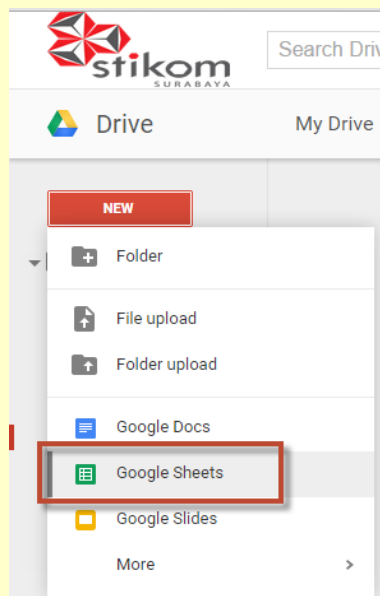 stikom
SURABAYA
Search Driv
Drive
My Drive
NEW
Folder
File upload
Folder upload
Google Docs
Google Sheets
Google Slides
More